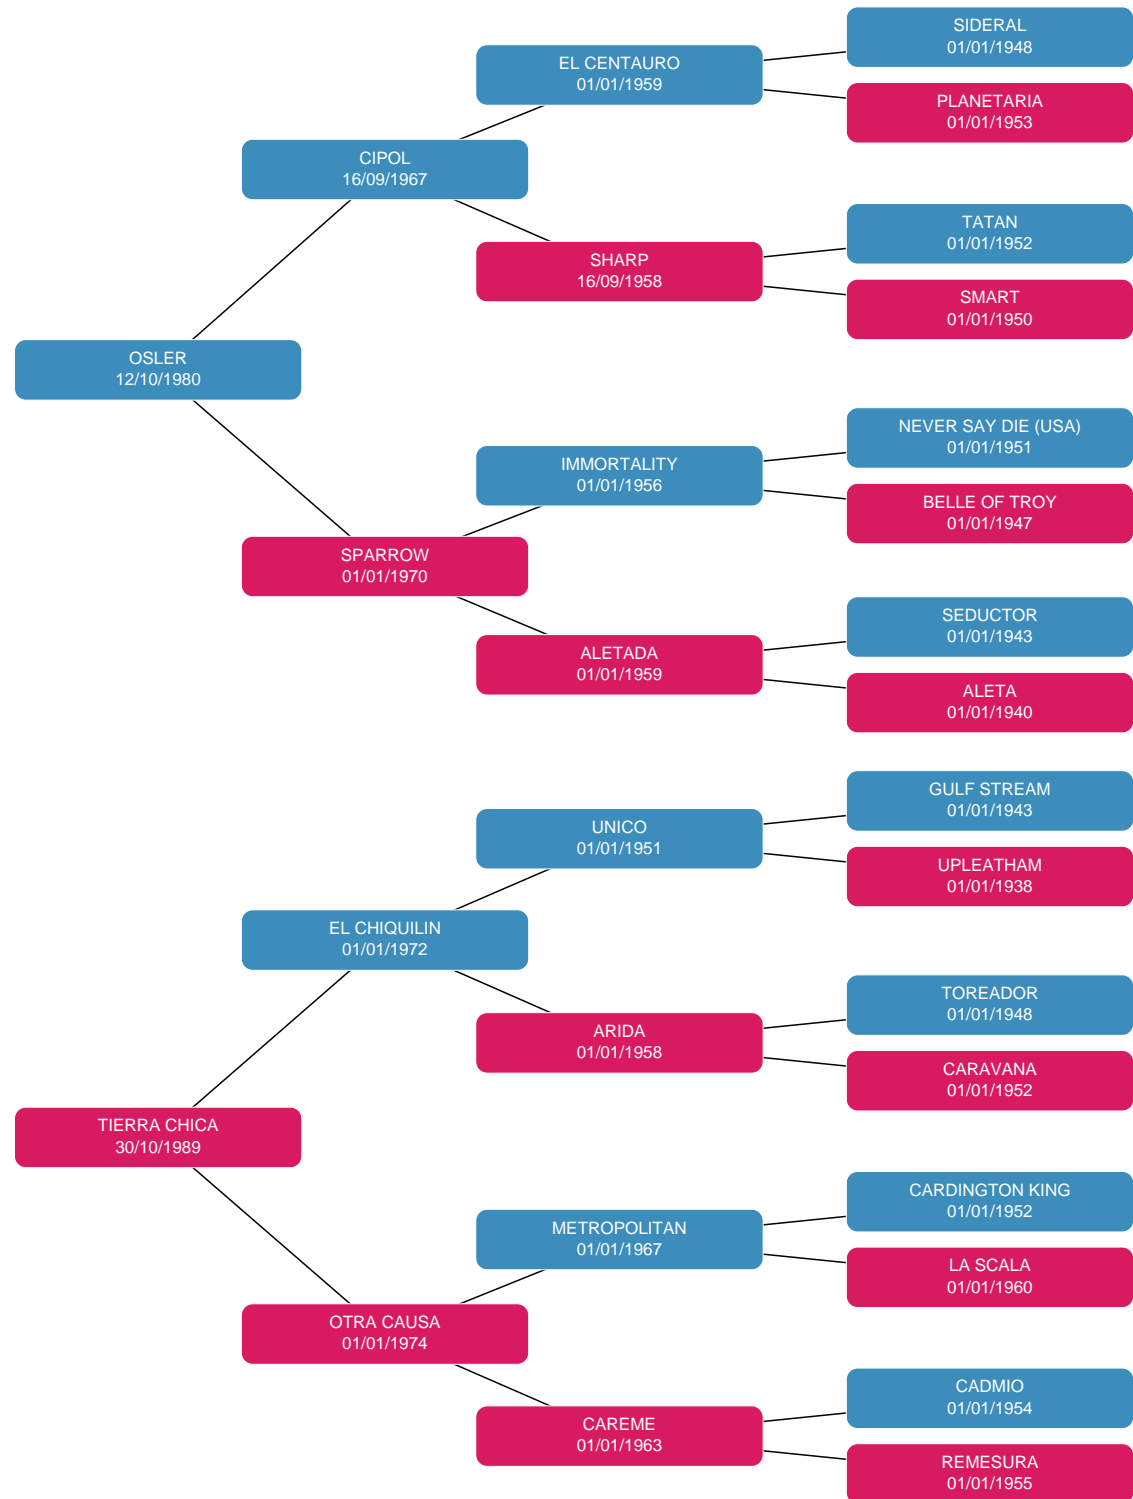 SIDERAL
01/01/1948
EL CENTAURO
01/01/1959
PLANETARIA
01/01/1953
CIPOL
16/09/1967
TATAN
01/01/1952
SHARP
16/09/1958
SMART
01/01/1950
OSLER
12/10/1980
NEVER SAY DIE (USA)
01/01/1951
IMMORTALITY
01/01/1956
BELLE OF TROY
01/01/1947
SPARROW
01/01/1970
SEDUCTOR
01/01/1943
ALETADA
01/01/1959
ALETA
01/01/1940
GULF STREAM
01/01/1943
UNICO
01/01/1951
UPLEATHAM
01/01/1938
EL CHIQUILIN
01/01/1972
TOREADOR
01/01/1948
ARIDA
01/01/1958
CARAVANA
01/01/1952
TIERRA CHICA
30/10/1989
CARDINGTON KING
01/01/1952
METROPOLITAN
01/01/1967
LA SCALA
01/01/1960
OTRA CAUSA
01/01/1974
CADMIO
01/01/1954
CAREME
01/01/1963
REMESURA
01/01/1955